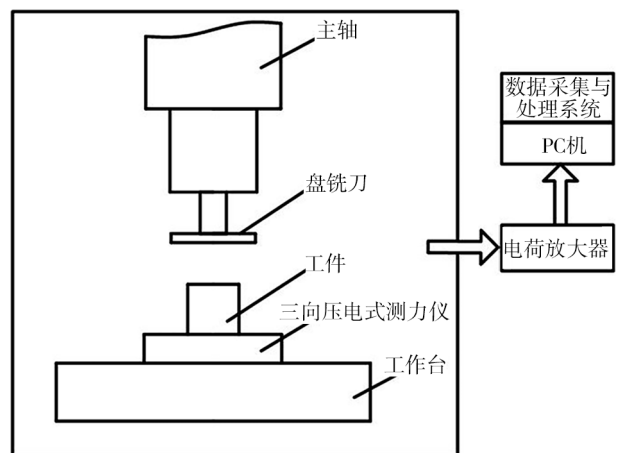 主轴
数据采集与
处理系统
PC机
盘铣刀
电荷放大器
工件
三向压电式测力仪
工作台